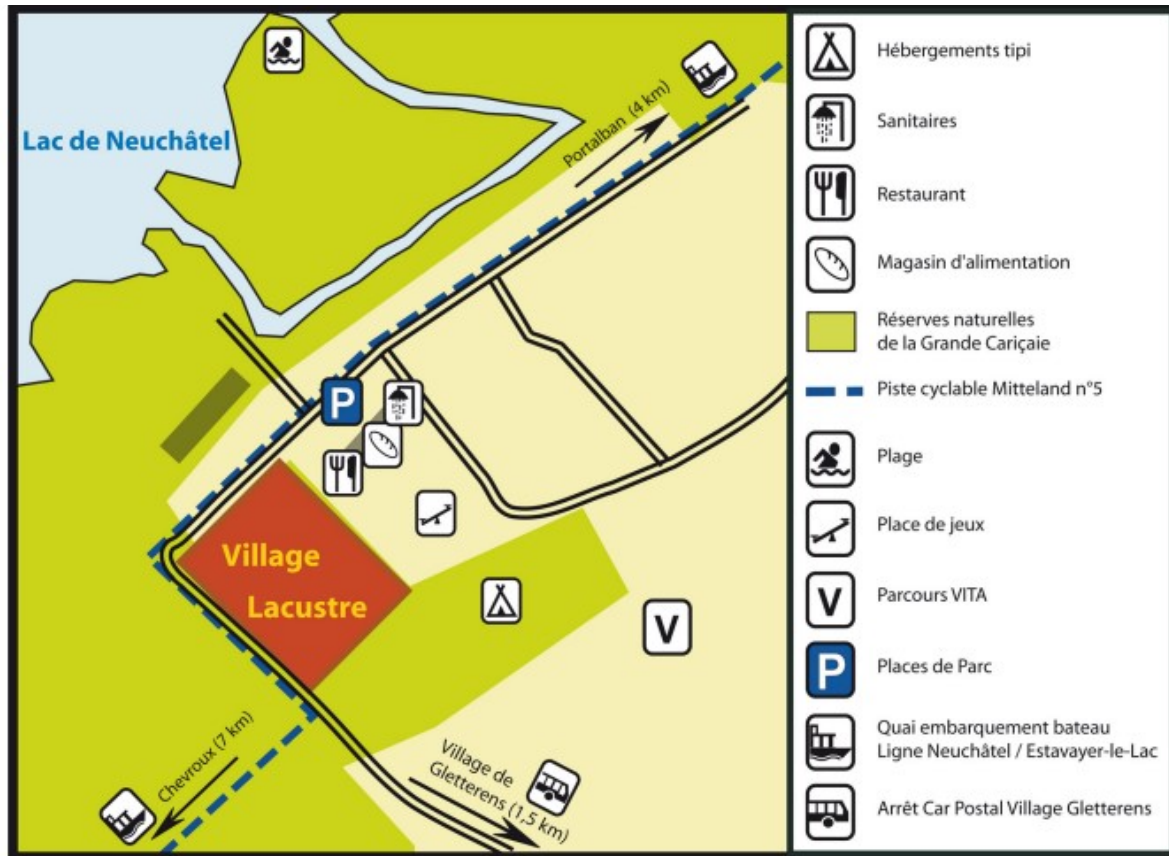 Lac de Neuchâtel
Portalban (4 km)
P
Village
Lacustre
V
Chevroux (7 km)
Village de
Gletterens (1,5 km)
Hébergements tipi
Sanitaires
Restaurant
Magasin d'alimentation
Réserves naturelles
de la Grande Cariçaie
Piste cyclable Mitteland n°5
Plage
Place de jeux
V
Parcours VITA
P
Places de Parc
Quai embarquement bateau
Ligne Neuchâtel / Estavayer-le-Lac
Arrêt Car Postal Village Gletterens